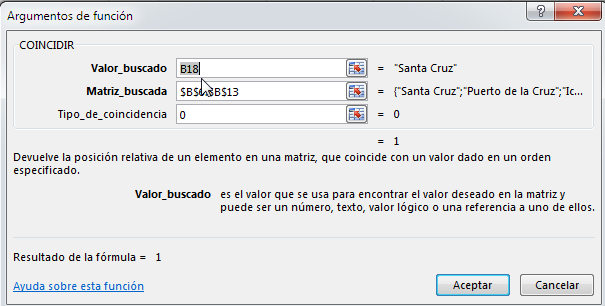 Argumentos de función
COINCIDIR
Valor_buscado B18 = "Santa Cruz"
Matriz_buscada $B$ $B$13 = {"Santa Cruz";"Puerto de la Cruz";"Ic...
Tipo_de_coincidencia 0 = 0
= 1
Devuelve la posición relativa de un elemento en una matriz, que coincide con un valor dado en un orden
especificado.
Valor_buscado es el valor que se usa para encontrar el valor deseado en la matriz y
puede ser un número, texto, valor lógico o una referencia a uno de ellos.
Resultado de la fórmula = 1
Ayuda sobre esta función
Aceptar Cancelar